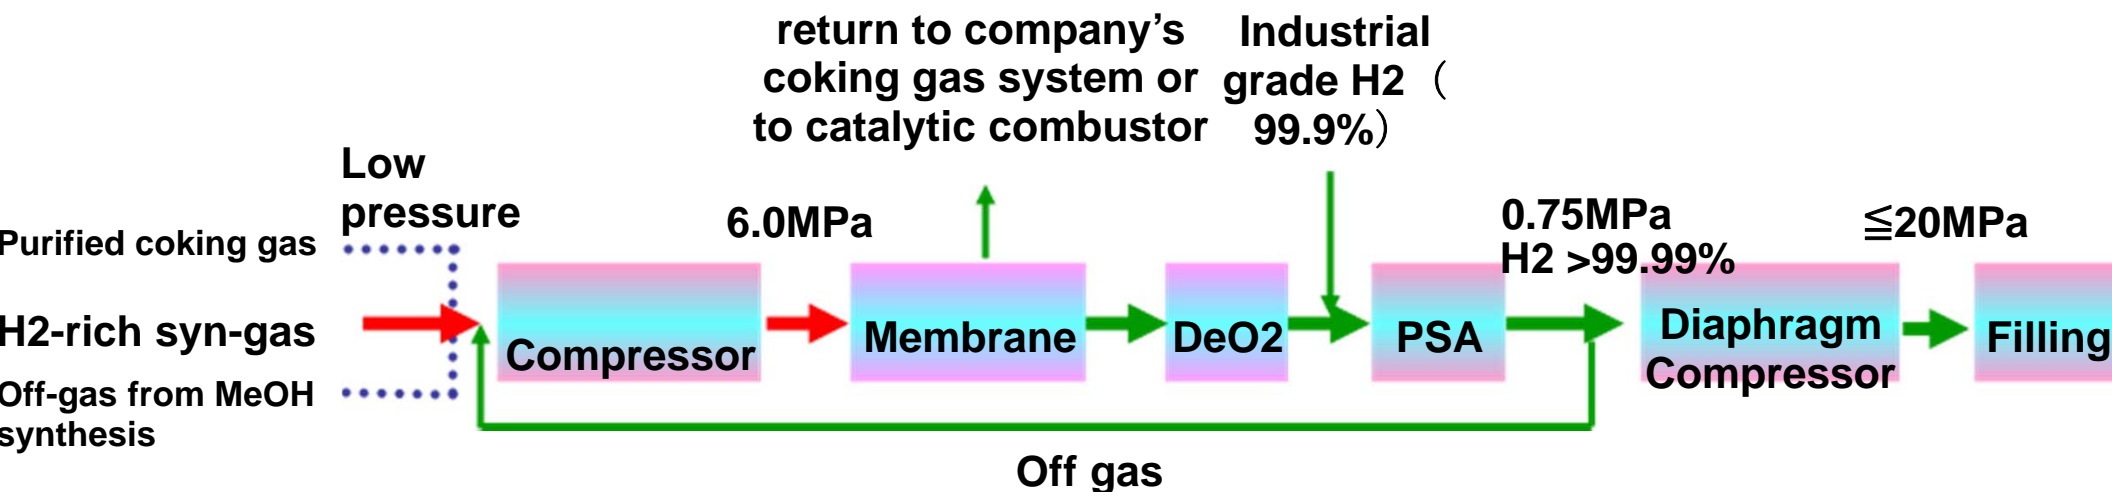 return to company’s
coking gas system or
to catalytic combustor
Industrial
grade H2（
99.9%）
Low
pressure
6.0MPa
0.75MPa
H2 >99.99%
≦20MPa
Purified coking gas
H2-rich syn-gas
Off-gas from MeOH
synthesis
Compressor
Membrane
DeO2
PSA
Diaphragm
Compressor
Filling
Off gas